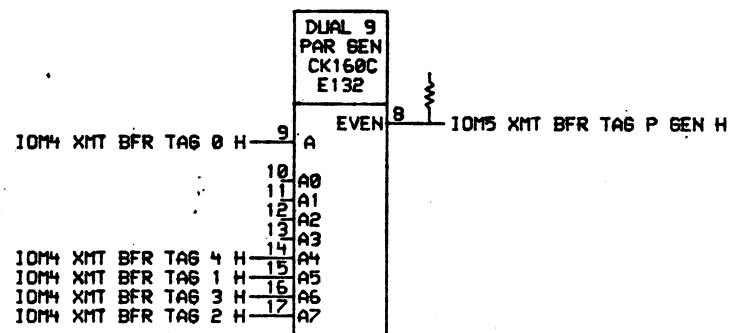 DUAL 9
PAR GEN
CK160C
E132
EVEN 8 IOM5 XMT BFR TAG P GEN H
IOM4 XMT BFR TAG 0 H 9 A
10 A0
11 A1
12 A2
13 A3
IOM4 XMT BFR TAG 4 H 14 A4
IOM4 XMT BFR TAG 1 H 15 A5
IOM4 XMT BFR TAG 3 H 16 A6
IOM4 XMT BFR TAG 2 H 17 A7